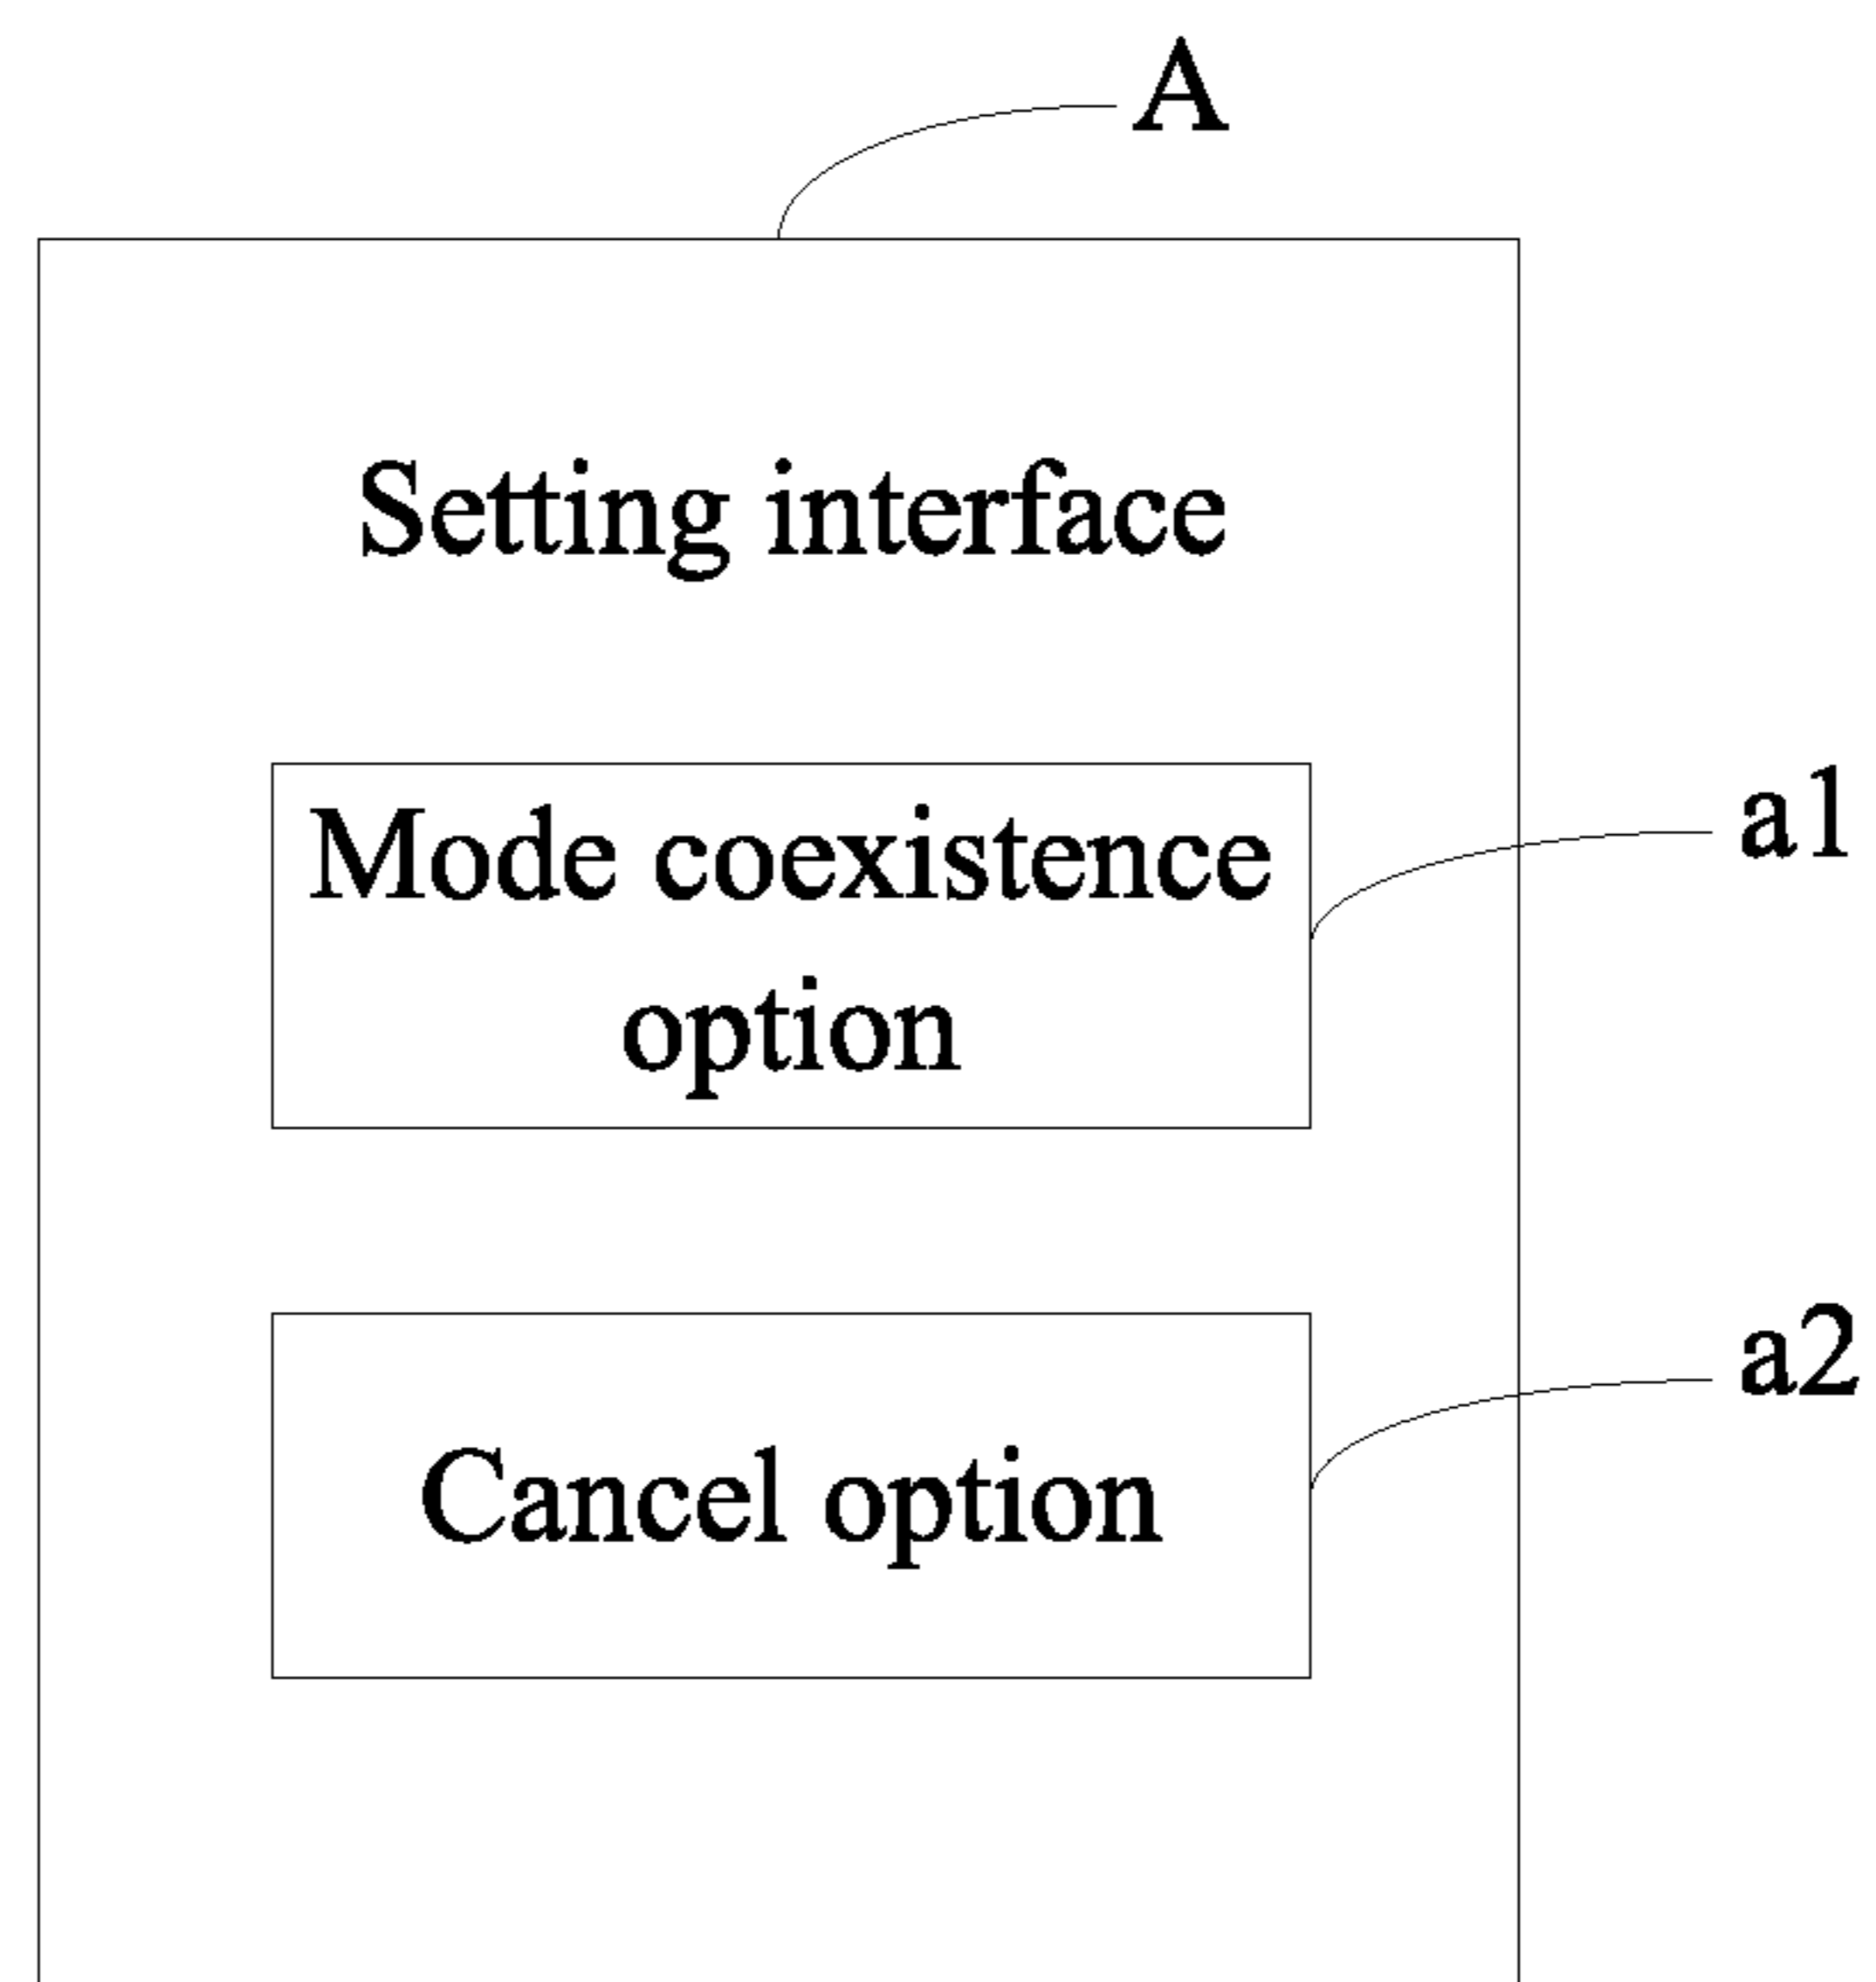 A
Setting interface
Mode coexistence
option
a1
Cancel option
a2